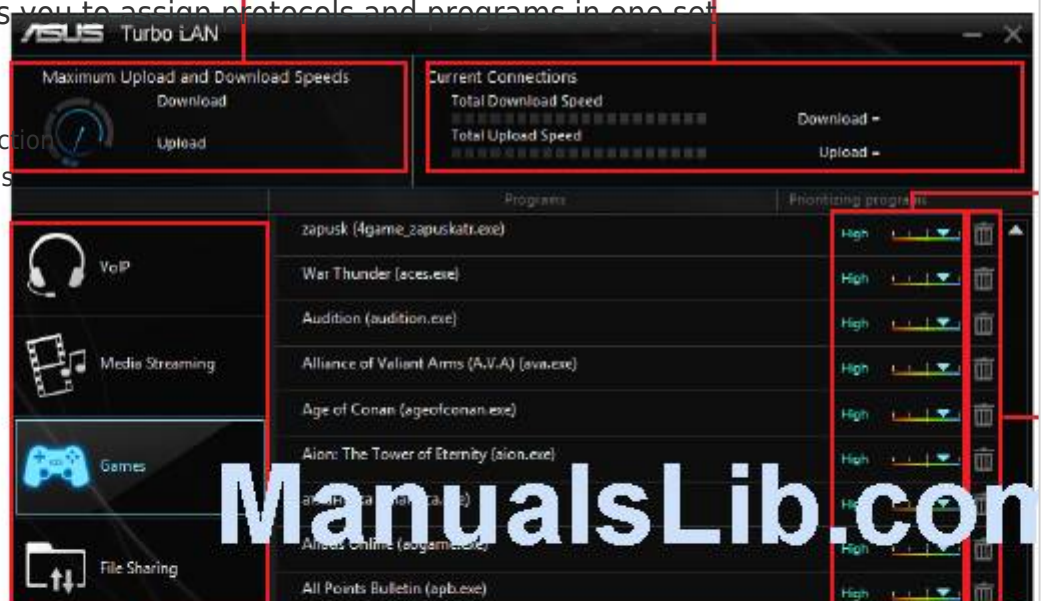 s you to assign protocols and programs in one set
ASUS Turbo LAN
Maximum Upload and Download Speeds
Download
Upload
ction
s
Current Connections
Total Download Speed
Download -
Total Upload Speed
Upload -
Programs
Prioritizing programs
VoIP
Media Streaming
Games
File Sharing
zapusk (4game_zapuskatr.exe)
High
War Thunder (aces.exe)
High
Audition (audition.exe)
High
Alliance of Valiant Arms (A.V.A) (ava.exe)
High
Age of Conan (ageofconan.exe)
High
Aion: The Tower of Eternity (aion.exe)
High
High
Online
High
All Points Bulletin (apb.exe)
High
ManualsLib.com